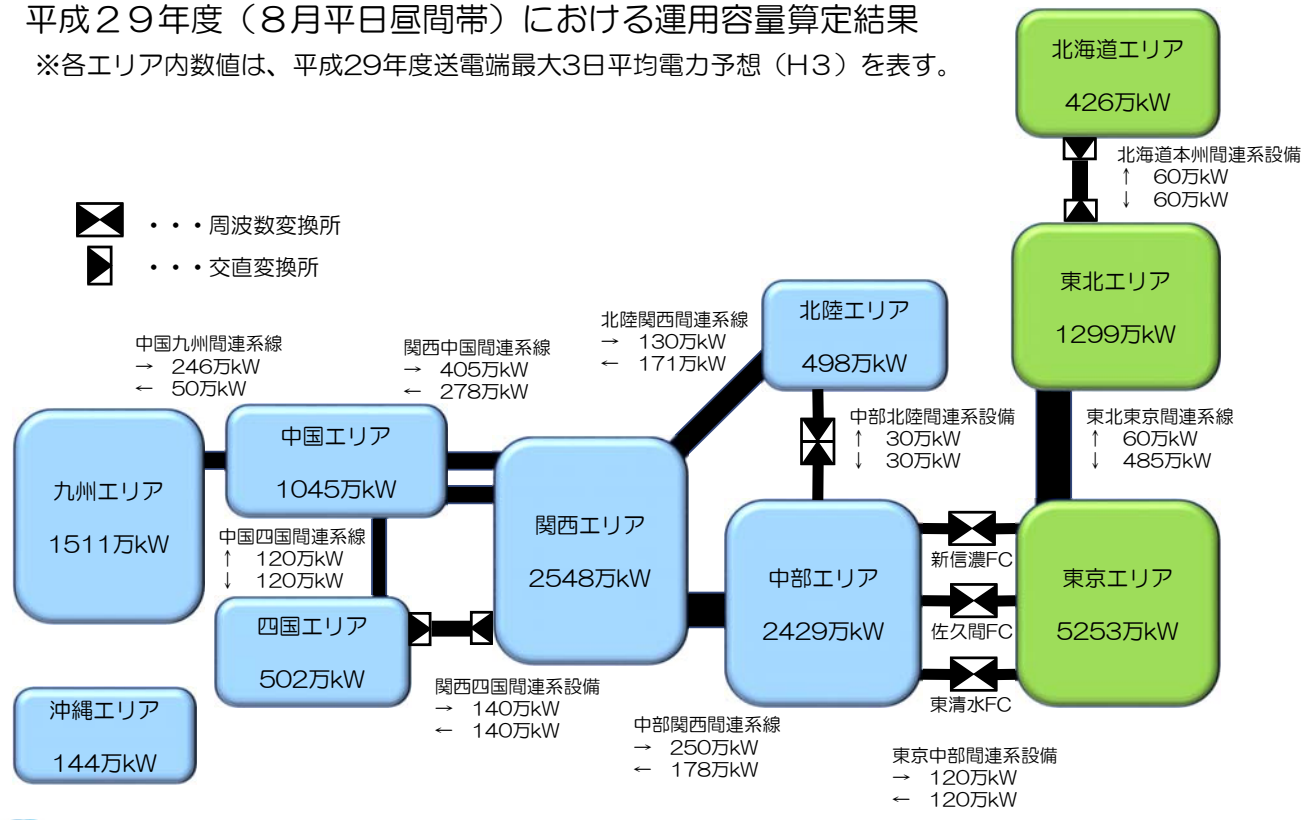 平成２９年度（８月平日昼間帯）における運用容量算定結果
※各エリア内数値は、平成29年度送電端最大3日平均電力予想（H３）を表す。
北海道エリア
426万kW
北海道本州間連系設備
↑ 60万kW
↓ 60万kW
・・・周波数変換所
・・・交直変換所
東北エリア
1299万kW
北陸エリア
498万kW
北陸関西間連系線
→ 130万kW
← 171万kW
中国九州間連系線
→ 246万kW
← 50万kW
関西中国間連系線
→ 405万kW
← 278万kW
中部北陸間連系設備
↑ 30万kW
↓ 30万kW
東北東京間連系線
↑ 60万kW
↓ 485万kW
中国エリア
1045万kW
九州エリア
1511万kW
関西エリア
2548万kW
中国四国間連系線
↑ 120万kW
↓ 120万kW
新信濃FC
中部エリア
2429万kW
佐久間FC
東京エリア
5253万kW
四国エリア
502万kW
東清水FC
関西四国間連系設備
→ 140万kW
← 140万kW
沖縄エリア
144万kW
中部関西間連系線
→ 250万kW
← 178万kW
東京中部間連系設備
→ 120万kW
← 120万kW